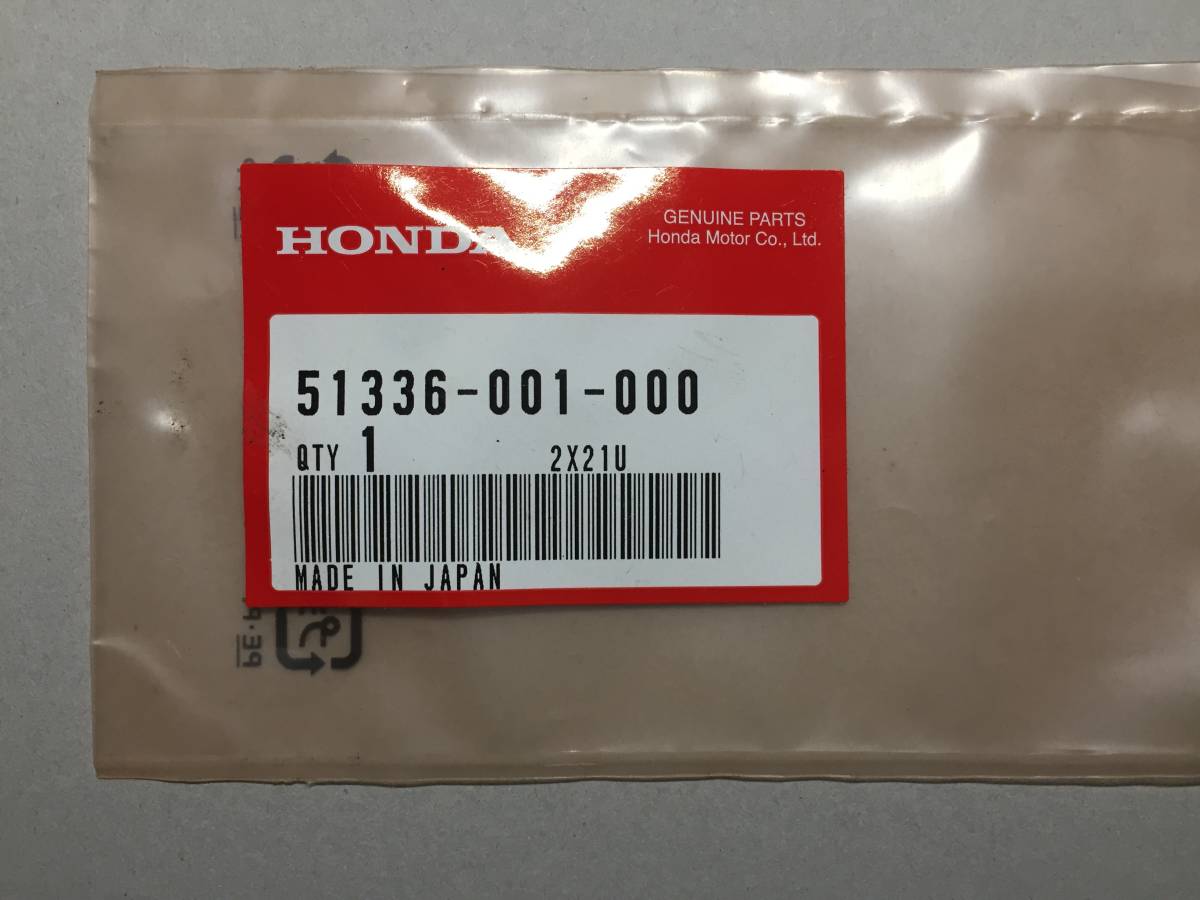 HONDA
GENUINE PARTS
Honda Motor Co., Ltd.
51336-001-000
QTY 1 2X21U
MADE IN JAPAN